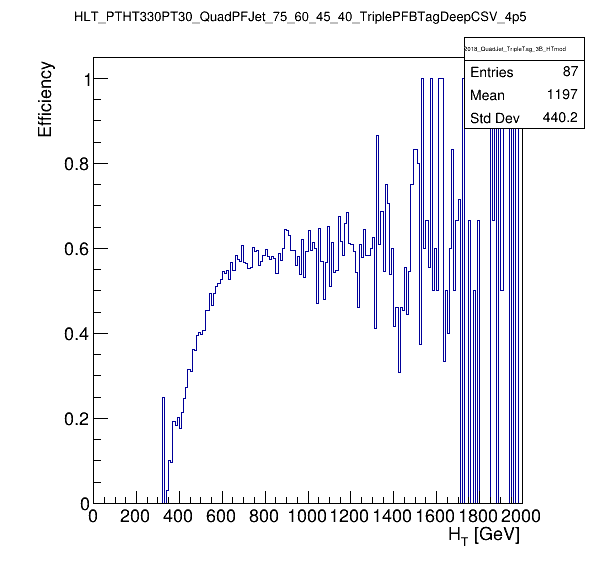 HLT_PTHT330PT30_QuadPFJet_75_60_45_40_TriplePFBTagDeepCSV_4p5
2018_QuadJet_TripleTag_3B_HTmod
Entries 87
Mean 1197
Std Dev 440.2
Efficiency
1
0.8
0.6
0.4
0.2
0
0 200 400 600 800 1000 1200 1400 1600 1800 2000
H_T [GeV]